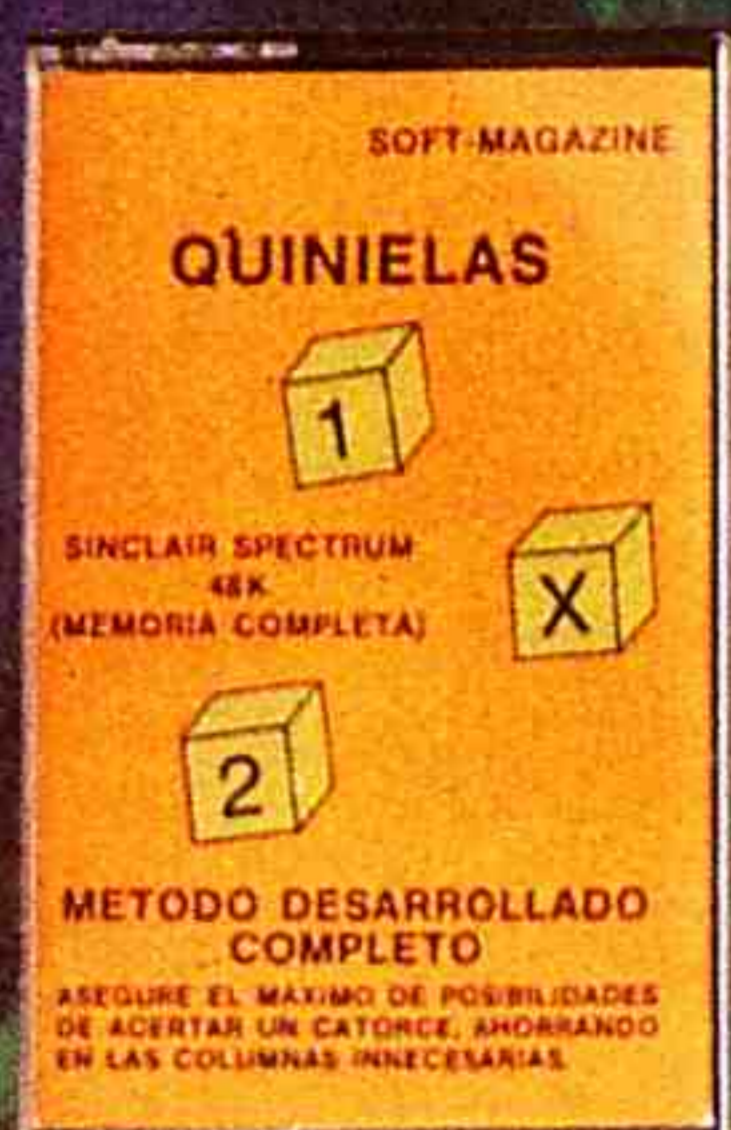 SOFT-MAGAZINE
QUINIELAS
1
SINCLAIR SPECTRUM
48K
(MEMORIA COMPLETA)
X
2
METODO DESARROLLADO
COMPLETO
ASEGURE EL MAXIMO DE POSIBILIDADES
DE ACERTAR UN CATORCE, AHORRANDO
EN LAS COLUMNAS INNECESARIAS